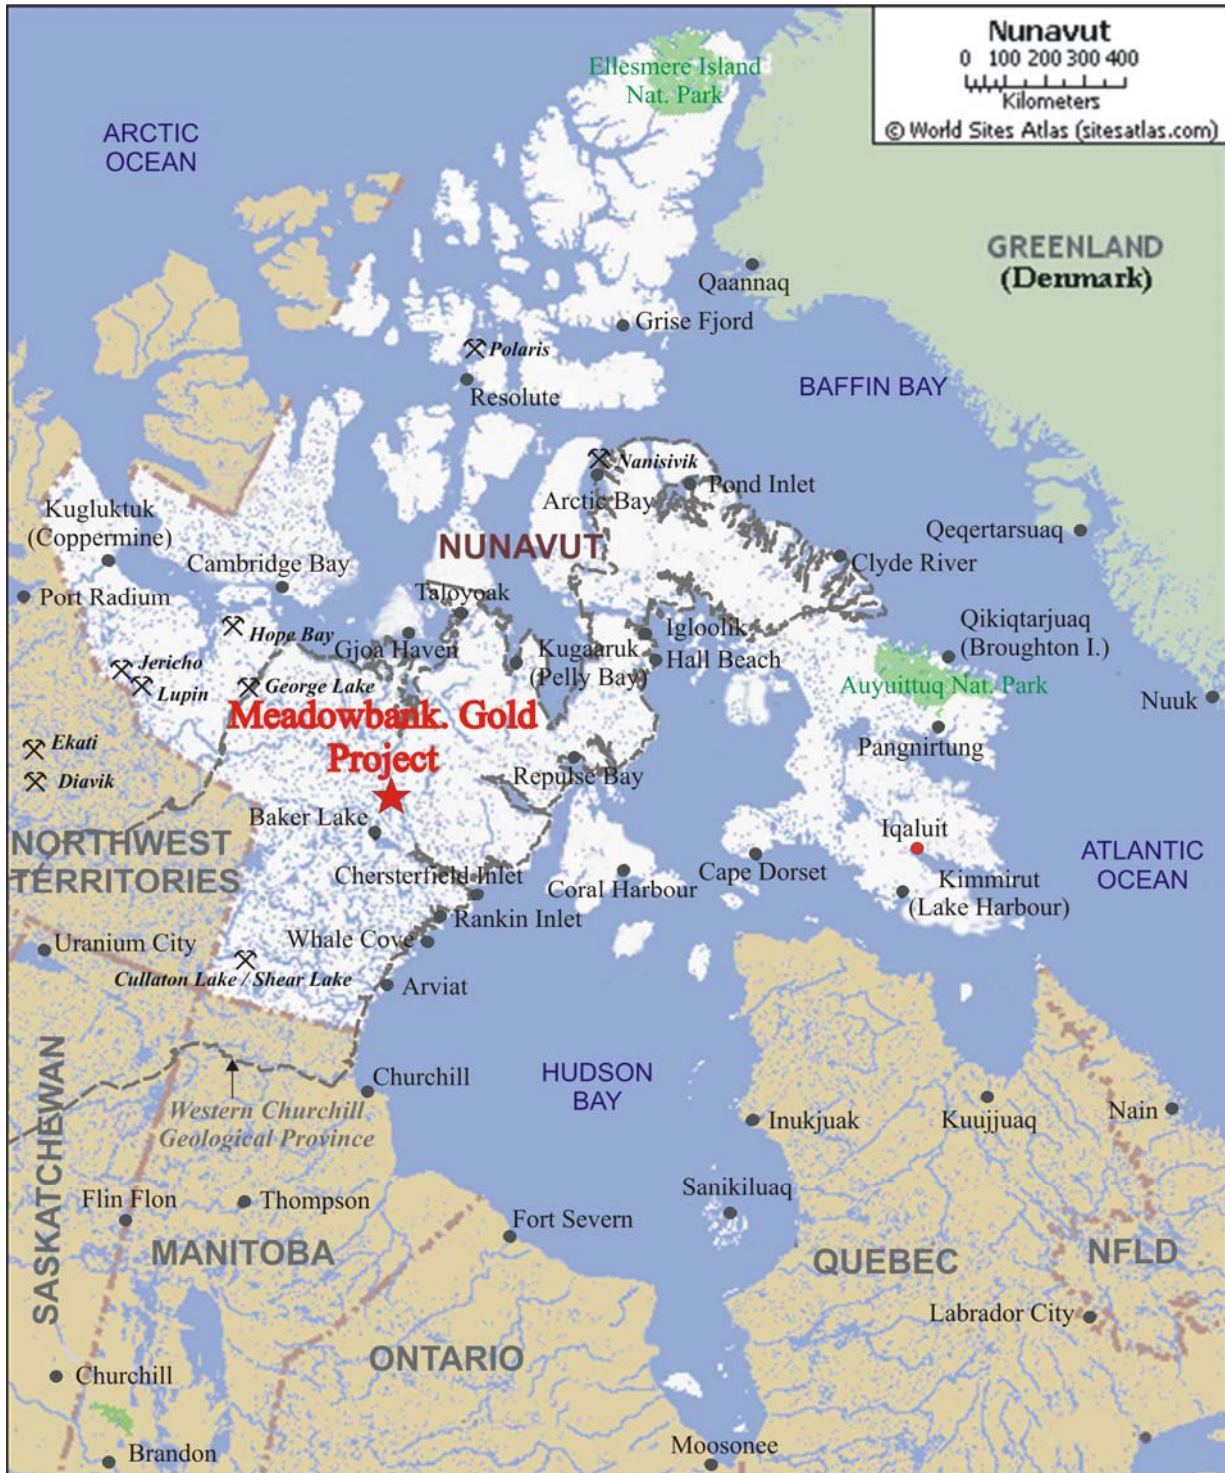 Nunavut
0 100 200 300 400
Kilometers
© World Sites Atlas (sitesatlas.com)
Ellesmere Island
Nat. Park
ARCTIC
OCEAN
GREENLAND
(Denmark)
Qaannaq
Grise Fjord
Polaris
Resolute
BAFFIN BAY
Nanisivik
Arctic Bay
Pond Inlet
Kugluktuk
(Coppermine)
Qeqertarsuaq
NUNAVUT
Clyde River
Cambridge Bay
Port Radium
Taloyoak
Hope Bay
Gjoa Haven
Igloolik
Qikiqtarjuaq
(Broughton I.)
Kugaaruk
(Pelly Bay)
Hall Beach
Jericho
Lupin
George Lake
Auyuittuq Nat. Park
Nuuk
Meadowbank. Gold
Project
Pangnirtung
Ekati
Diavik
Repulse Bay
Baker Lake
NORTHWEST
TERRITORIES
Iqaluit
ATLANTIC
OCEAN
Chersterfield Inlet
Coral Harbour
Cape Dorset
Kimmirut
(Lake Harbour)
Rankin Inlet
Uranium City
Whale Cove
Cullaton Lake / Shear Lake
Arviat
HUDSON
BAY
SASKATCHEWAN
Churchill
Western Churchill
Geological Province
Inukjuak
Kuujjuaq
Nain
Flin Flon
Thompson
Sanikiluaq
Fort Severn
MANITOBA
QUEBEC
NFLD
Labrador City
ONTARIO
Churchill
Brandon
Moosonee